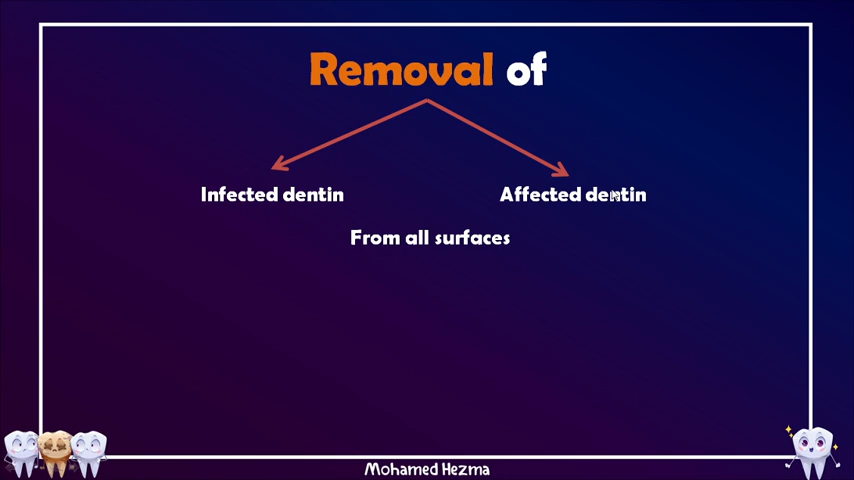 Removal of
Infected dentin
Affected dentin
From all surfaces
Mohamed Hezma